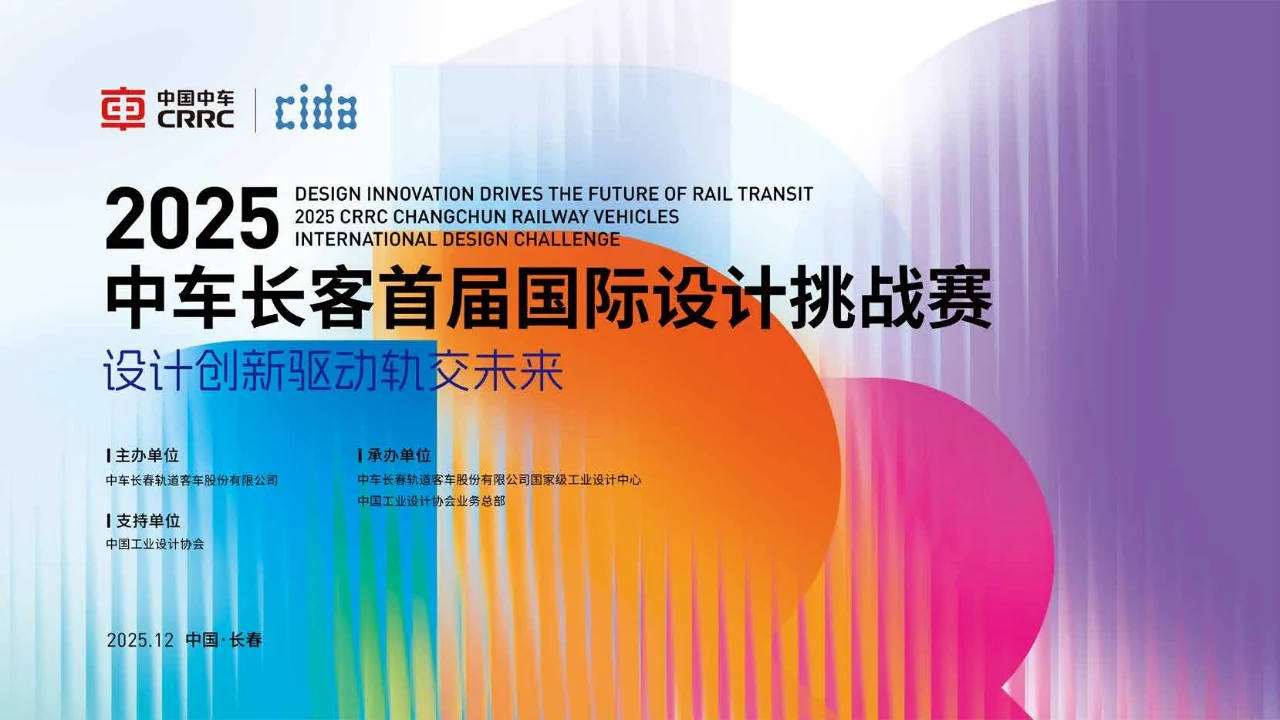 中国中车
CRRC
cida
2025
DESIGN INNOVATION DRIVES THE FUTURE OF RAIL TRANSIT
2025 CRRC CHANGCHUN RAILWAY VEHICLES
INTERNATIONAL DESIGN CHALLENGE
中车长客首届国际设计挑战赛
设计创新驱动轨交未来
主办单位
中车长春轨道客车股份有限公司
支持单位
中国工业设计协会
承办单位
中车长春轨道客车股份有限公司国家级工业设计中心
中国工业设计协会业务总部
2025.12 中国·长春